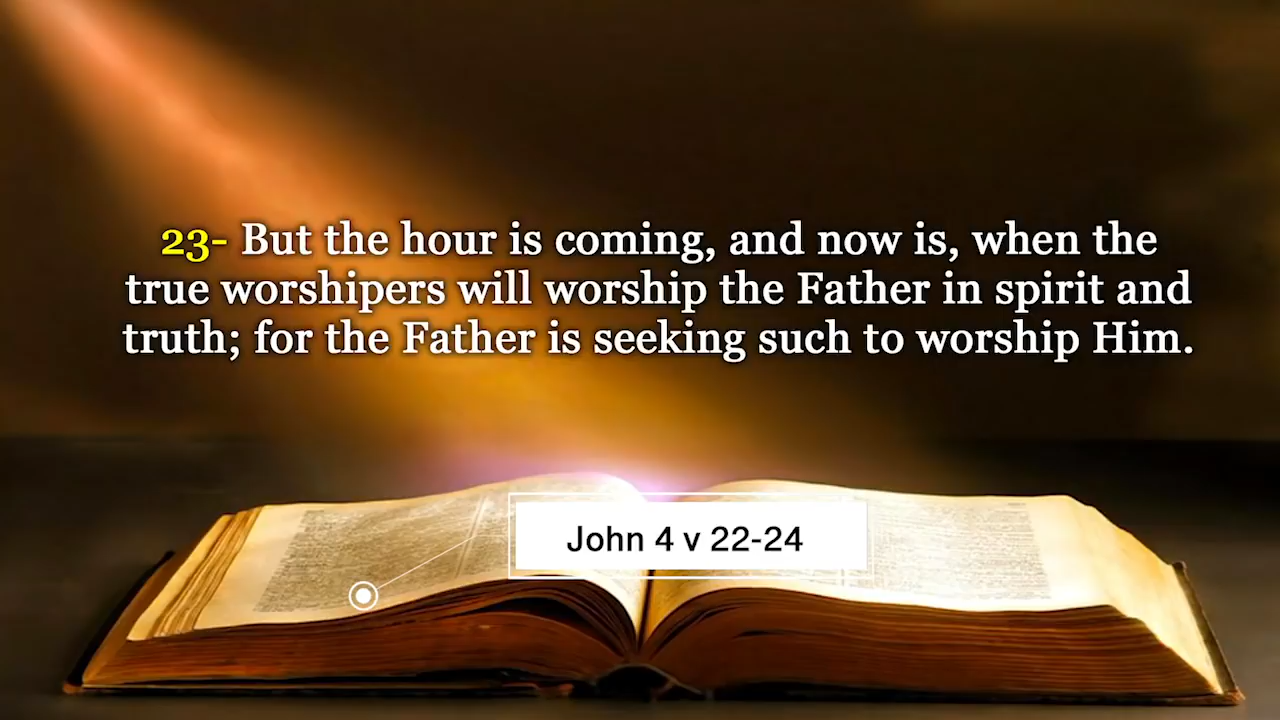 23- But the hour is coming, and now is, when the
true worshipers will worship the Father in spirit and
truth; for the Father is seeking such to worship Him.
John 4 v 22-24